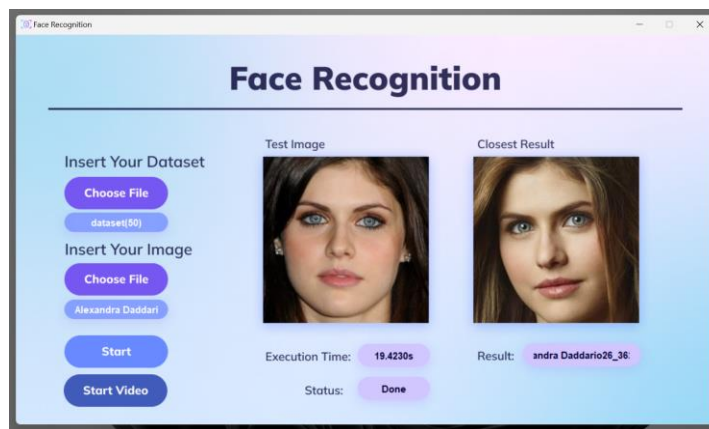 Face Recognition
Face Recognition
Insert Your Dataset
Choose File
dataset(50)
Insert Your Image
Choose File
Alexandra Daddari
Start
Start Video
Test Image
Execution Time: 19.4230s
Status: Done
Closest Result
Result: andra Daddario26_36: